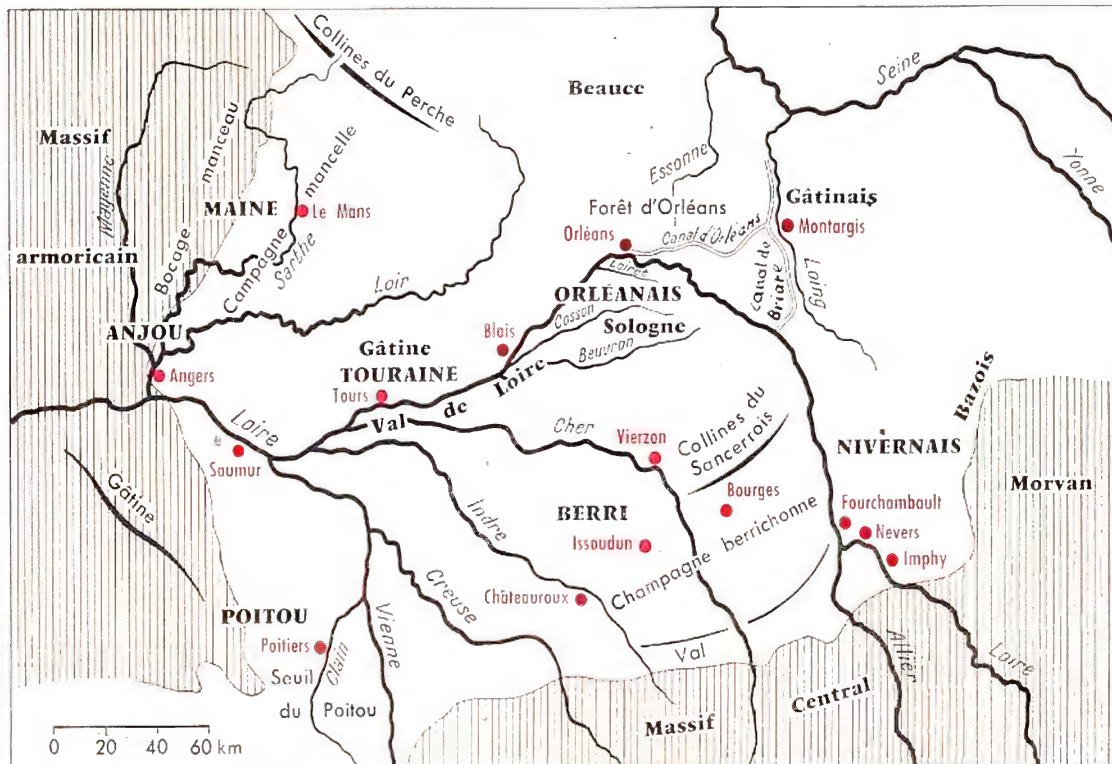 Collines du Perche
Beauce
Seine
Yonne
Massif
armoricain
Mayenne
Bocage manceau
MAINE
Le Mans
Campagne mancelle
Sarthe
Essonne
Forêt d'Orléans
Orléans
Canal d'Orléans
Gâtinais
Montargis
Canal de
Briare
Loing
Loiret
ORLÉANAIS
Loir
ANJOU
Angers
Blois
Cosson
Sologne
Beuvron
Gâtine
TOURAINE
Tours
Val de Loire
Loire
Saumur
Cher
Vierzon
Collines du
Sancerrois
Bazois
NIVERNAIS
Morvan
Gâtine
Indre
BERRI
Issoudun
Bourges
Fourchambault
Nevers
Imphy
Champagne berrichonne
Châteauroux
Creuse
POITOU
Poitiers
Clain
Vienne
Seuil
du
Poitou
Val
Allier
Loire
Massif
Central
0 20 40 60 km